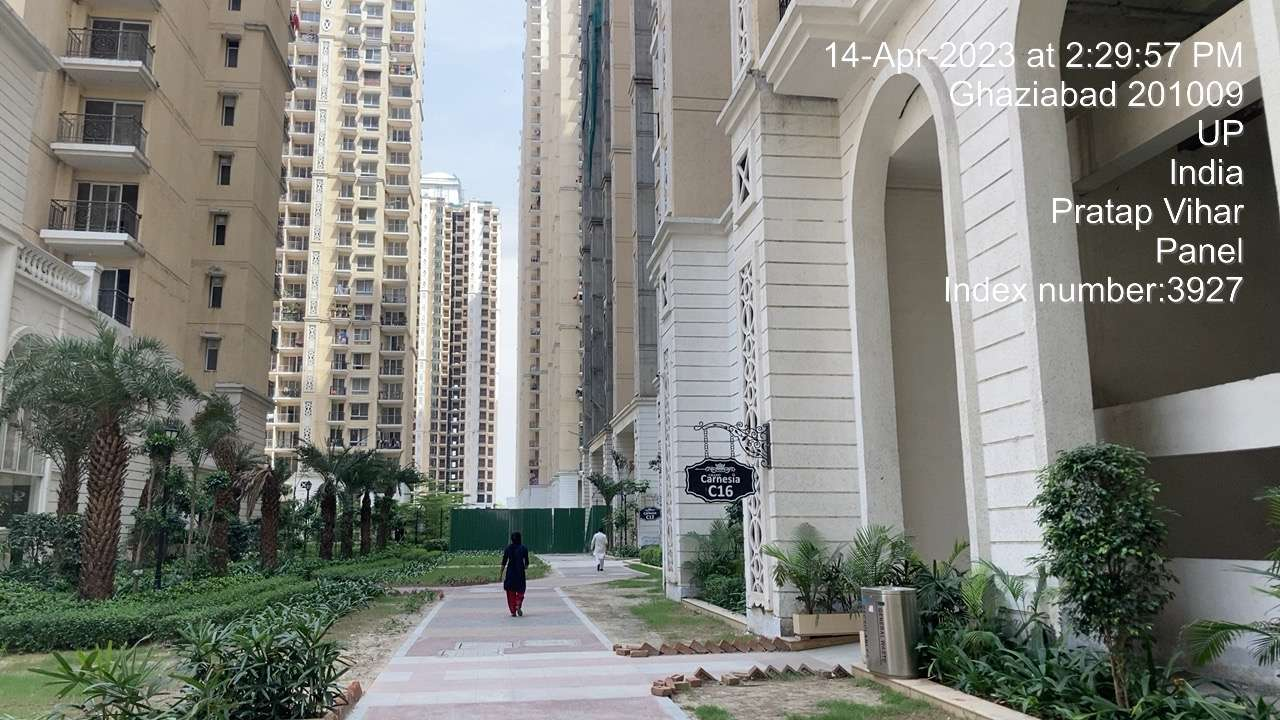 14-Apr-2023 at 2:29:57 PM
Ghaziabad 201009
UP
India
Pratap Vihar
Panel
Index number:3927
Carnesia
C16